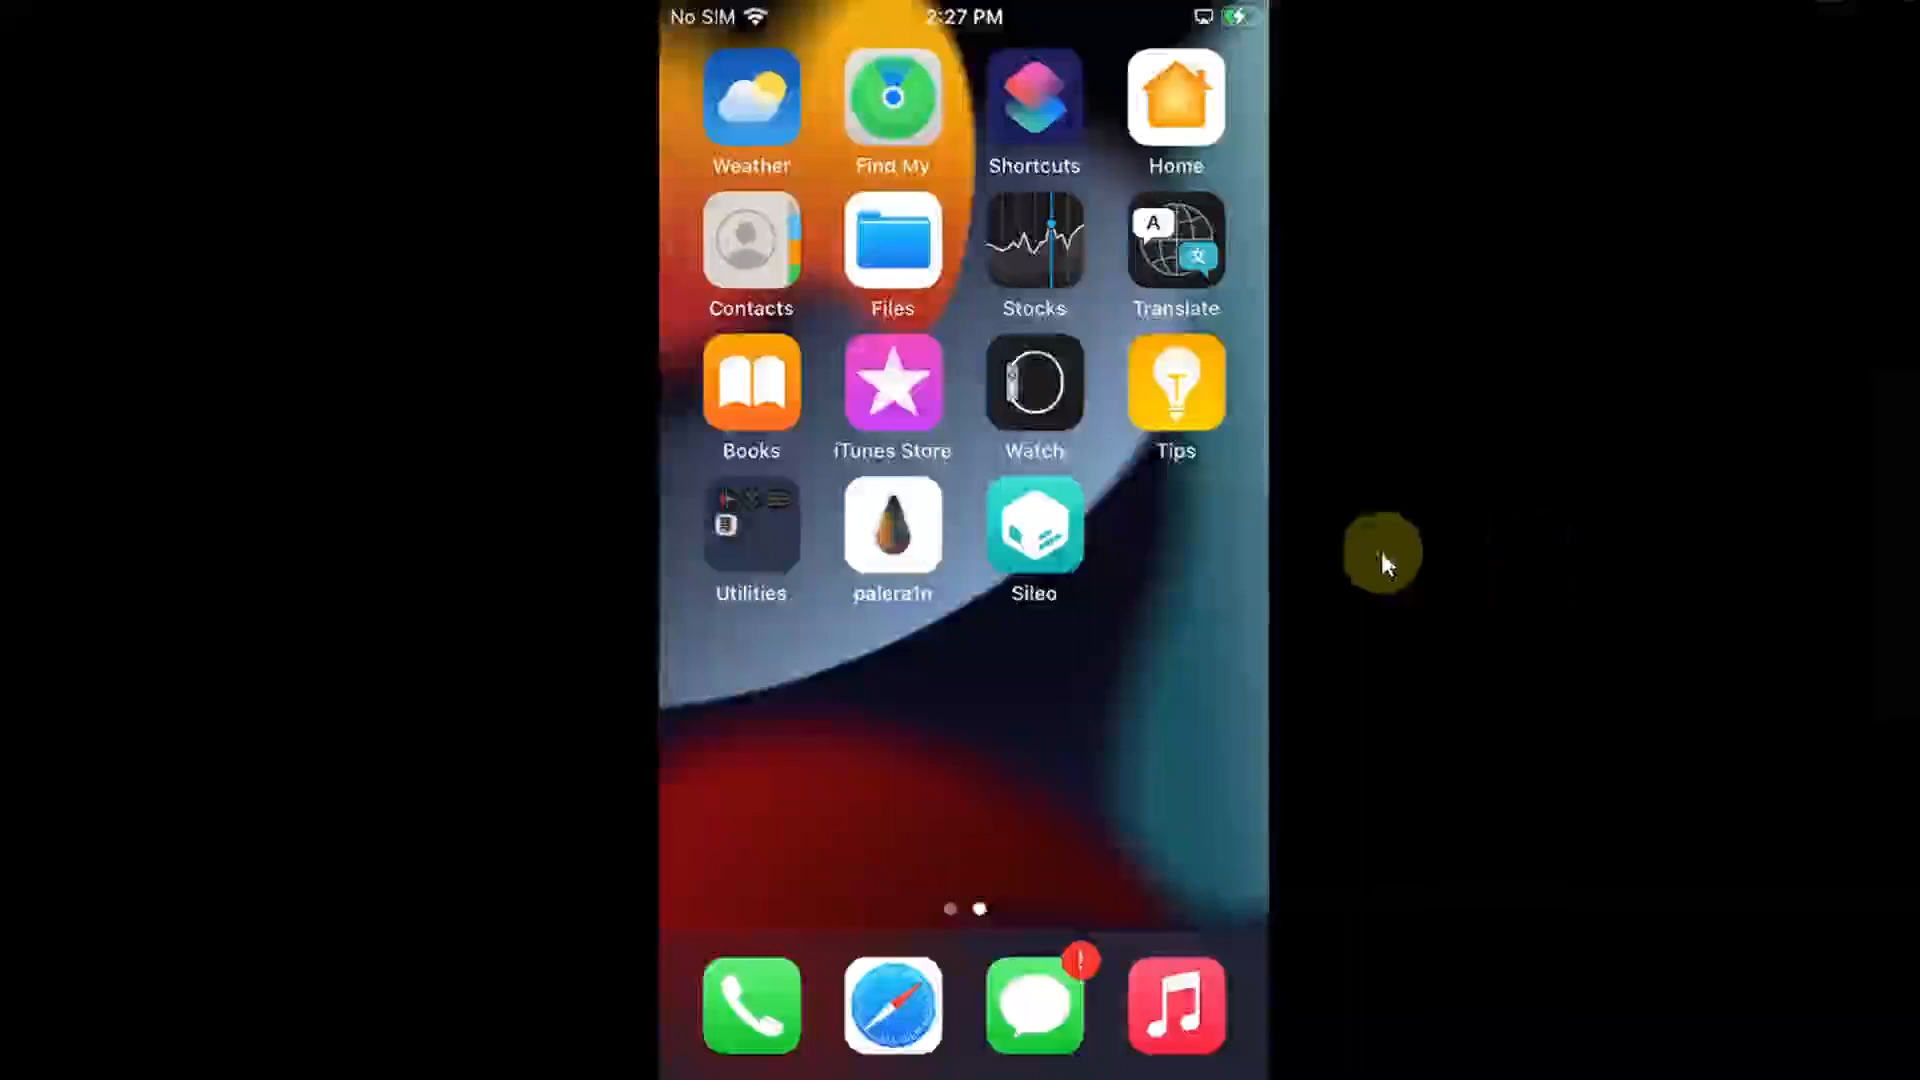 No SIM 2:27 PM
Weather Find My Shortcuts Home
A 文
Contacts Files Stocks Translate
Books iTunes Store Watch Tips
Utilities palera1n Sileo
!